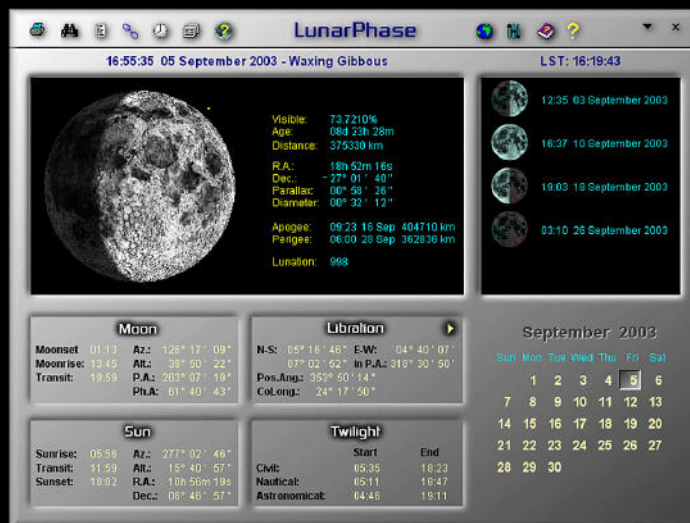 LunarPhase
16:55:35 05 September 2003 - Waxing Gibbous
LST: 16:19:43
Visible: 73.7210%
Age: 08d 23h 28m
Distance: 375330 km
R.A.: 18h 52m 16s
Dec.: -27° 01' 40"
Parallax: 00° 58' 26"
Diameter: 00° 32' 12"
Apogee: 09:23 16 Sep 404710 km
Perigee: 06:00 28 Sep 362836 km
Lunation: 998
12:35 03 September 2003
16:37 10 September 2003
19:03 18 September 2003
03:10 26 September 2003
Moon
Moonset 01:13 Az.: 126° 17' 09"
Moonrise: 13:45 Alt.: 39° 50' 22"
Transit: 19:59 P.A.: 263° 07' 19"
Ph.A: 61° 40' 43"
Libration
N-S: 05° 16' 46" E-W: 04° 40' 07'
07° 02' 52" in P.A.: 318° 30' 50'
Pos.Ang.: 353° 50' 14"
CoLong.: 24° 17' 50"
Sun
Sunrise: 05:56 Az.: 277° 02' 46"
Transit: 11:59 Alt.: 15° 40' 57"
Sunset: 18:02 R.A.: 10h 56m 19s
Dec.: 06° 46' 57"
Twilight
Start End
Civil: 05:35 18:23
Nautical: 05:11 18:47
Astronomical: 04:46 19:11
September 2003
Sun Mon Tue Wed Thu Fri Sat
1 2 3 4 5 6
7 8 9 10 11 12 13
14 15 16 17 18 19 20
21 22 23 24 25 26 27
28 29 30